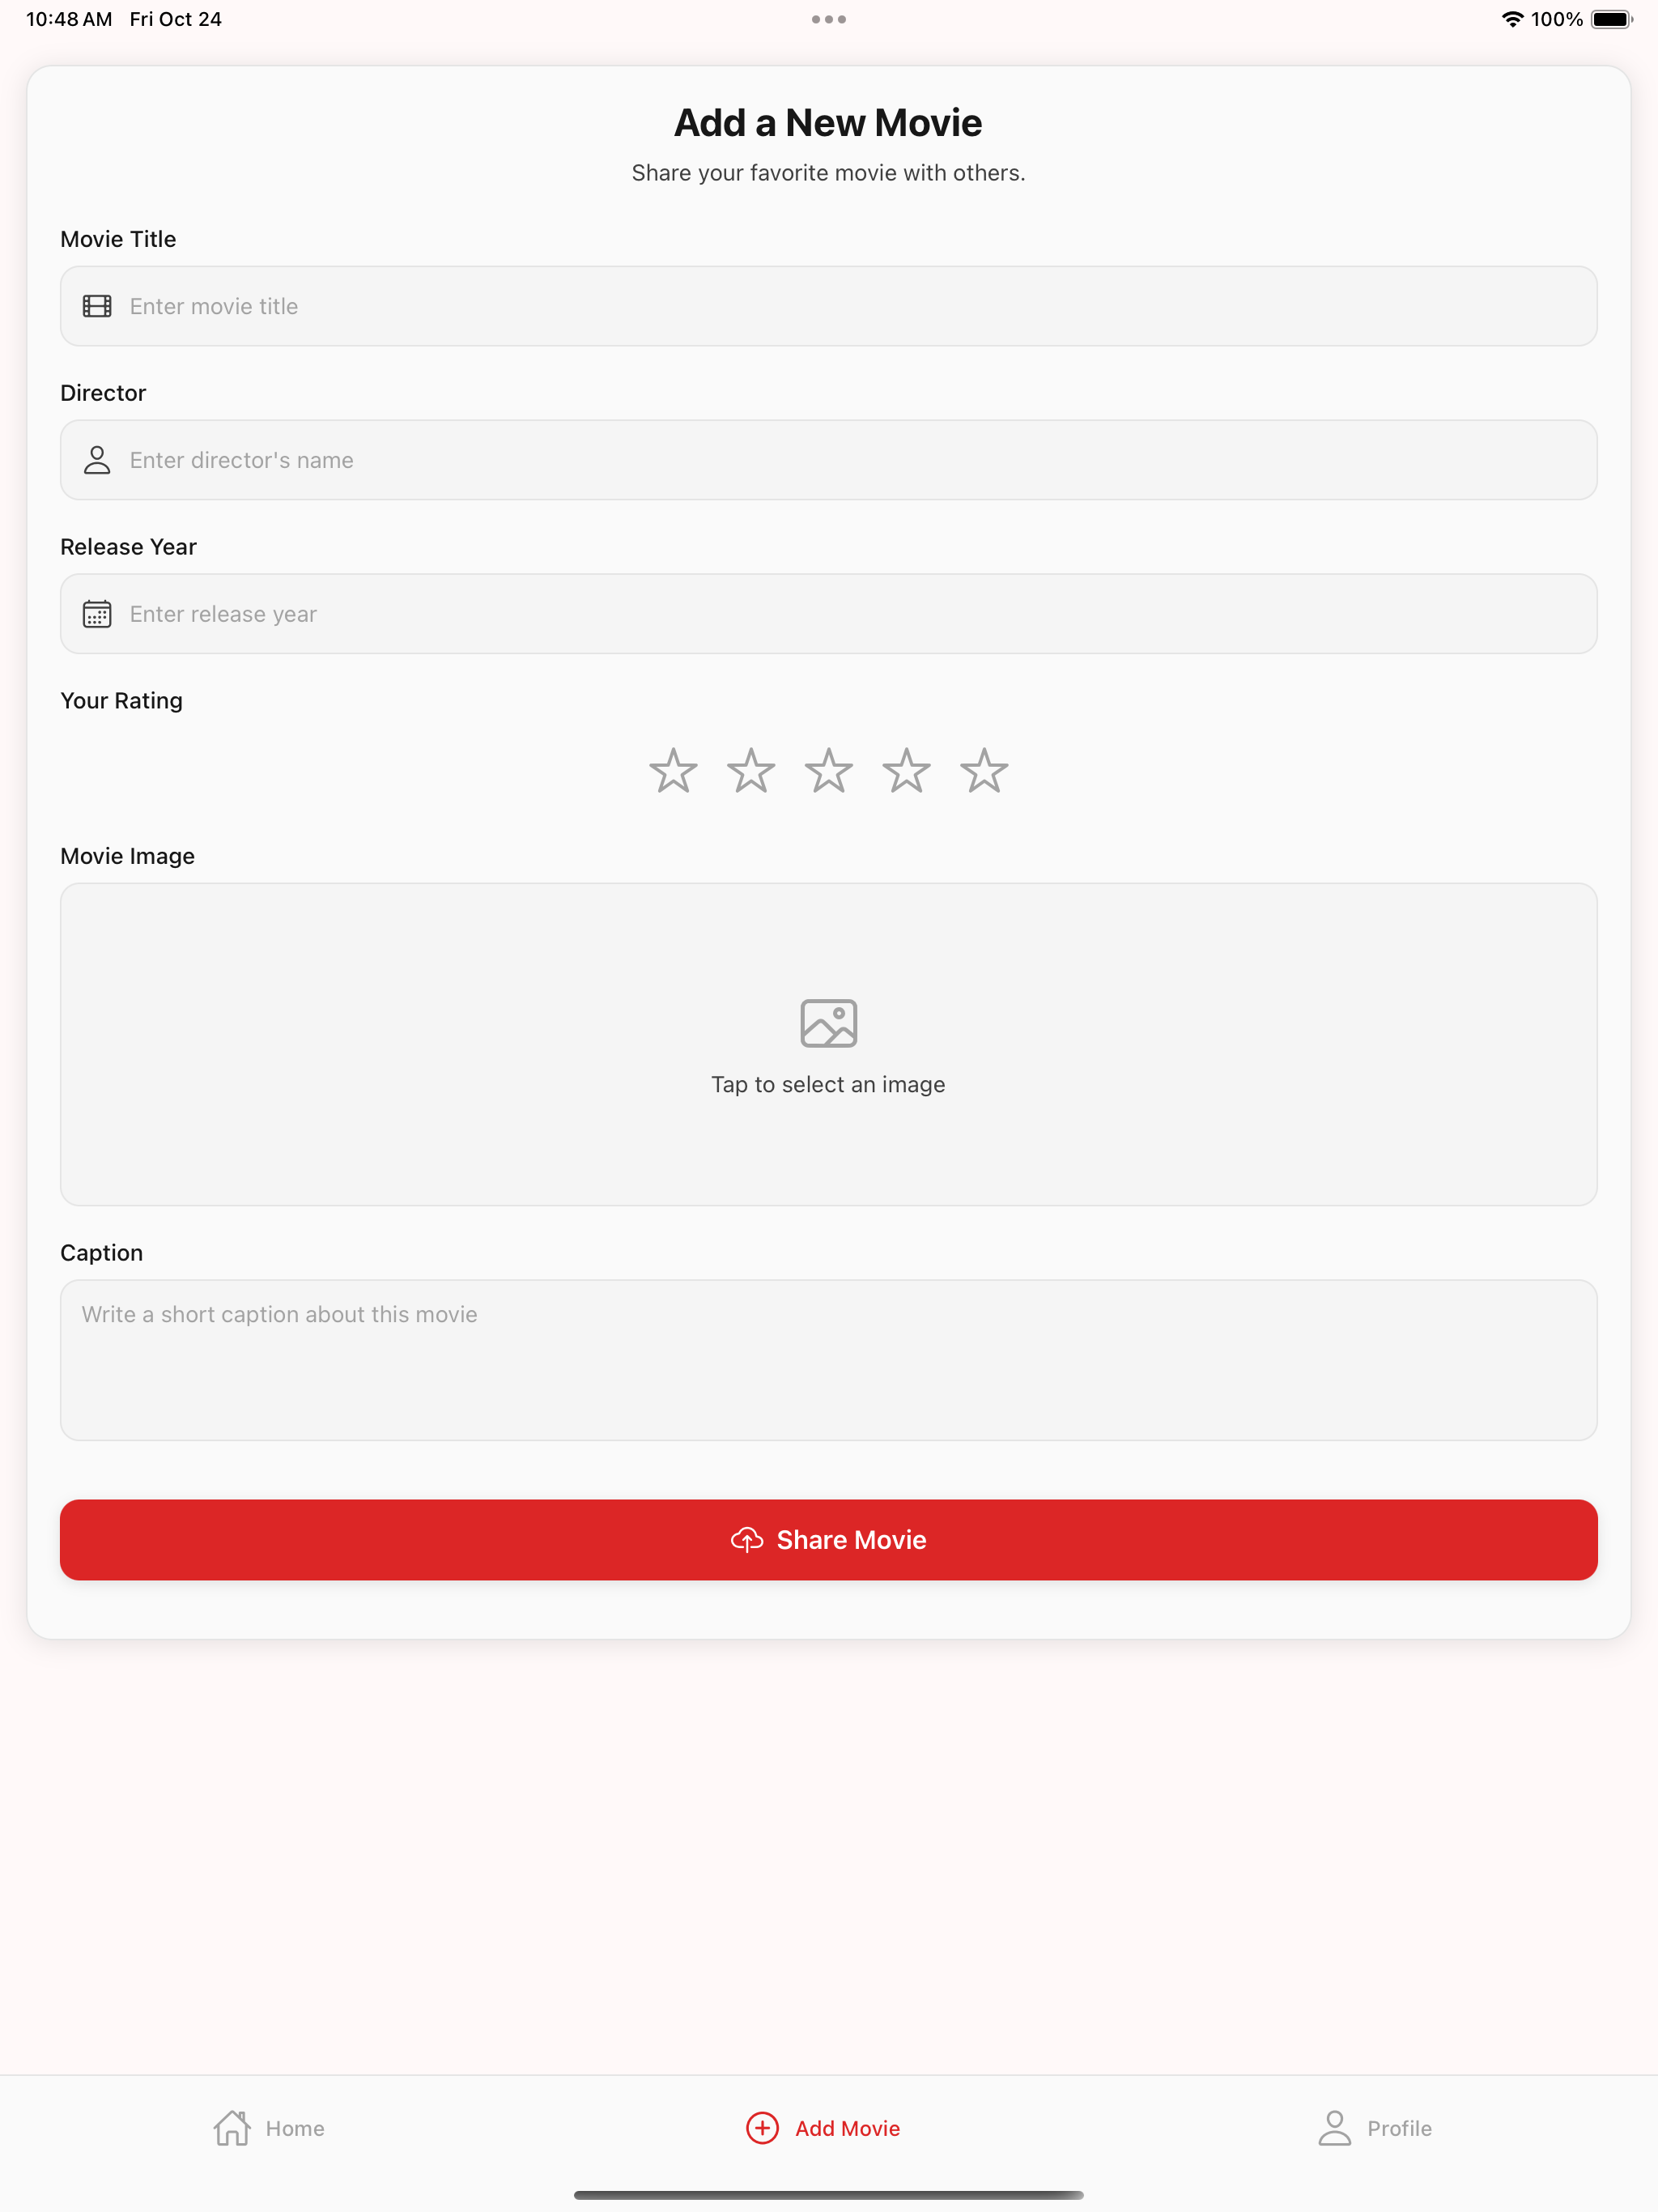 10:48 AM Fri Oct 24
100%
Add a New Movie
Share your favorite movie with others.
Movie Title
Enter movie title
Director
Enter director's name
Release Year
Enter release year
Your Rating
Movie Image
Tap to select an image
Caption
Write a short caption about this movie
Share Movie
Home
Add Movie
Profile